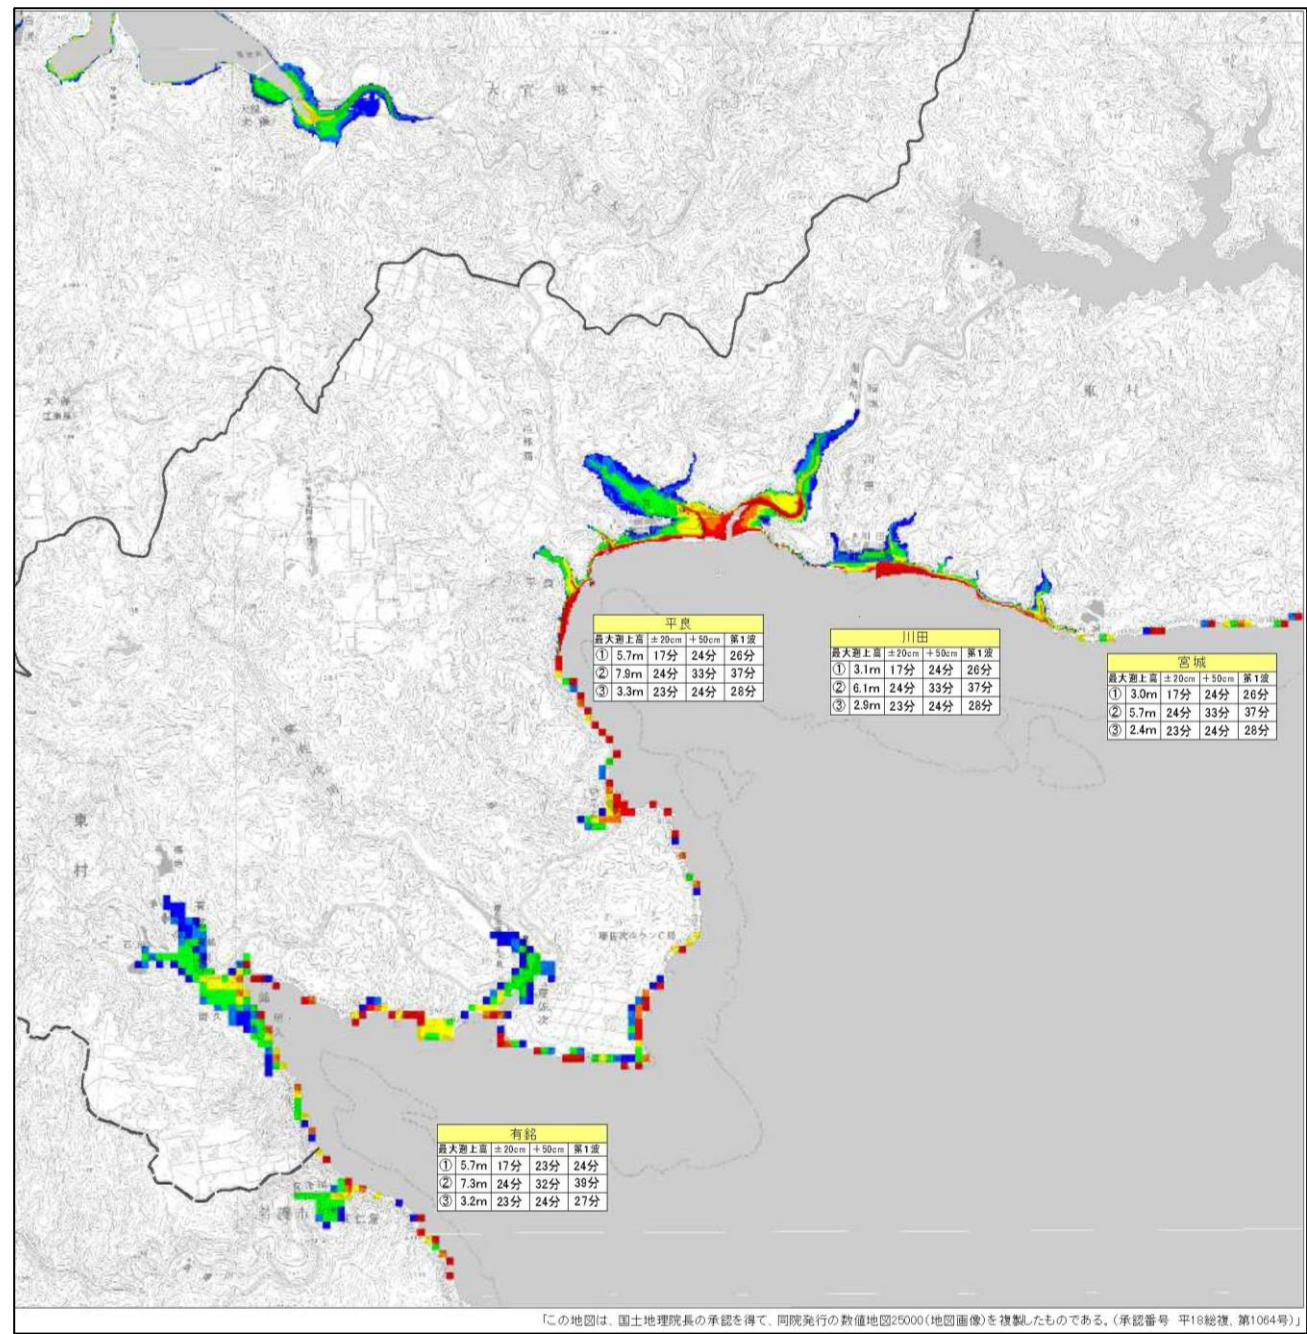 大宜味村
東村
平良
最大遡上高 ±20cm +50cm 第1波
① 5.7m 17分 24分 26分
② 7.9m 24分 33分 37分
③ 3.3m 23分 24分 28分
川田
最大遡上高 ±20cm +50cm 第1波
① 3.1m 17分 24分 26分
② 6.1m 24分 33分 37分
③ 2.9m 23分 24分 28分
宮城
最大遡上高 ±20cm +50cm 第1波
① 3.0m 17分 24分 26分
② 5.7m 24分 33分 37分
③ 2.4m 23分 24分 28分
東
村
有銘
最大遡上高 ±20cm +50cm 第1波
① 5.7m 17分 23分 24分
② 7.3m 24分 32分 39分
③ 3.2m 23分 24分 27分
「この地図は、国土地理院長の承認を得て、同院発行の数値地図25000(地図画像)を複製したものである。(承認番号 平18総複、第1064号)」